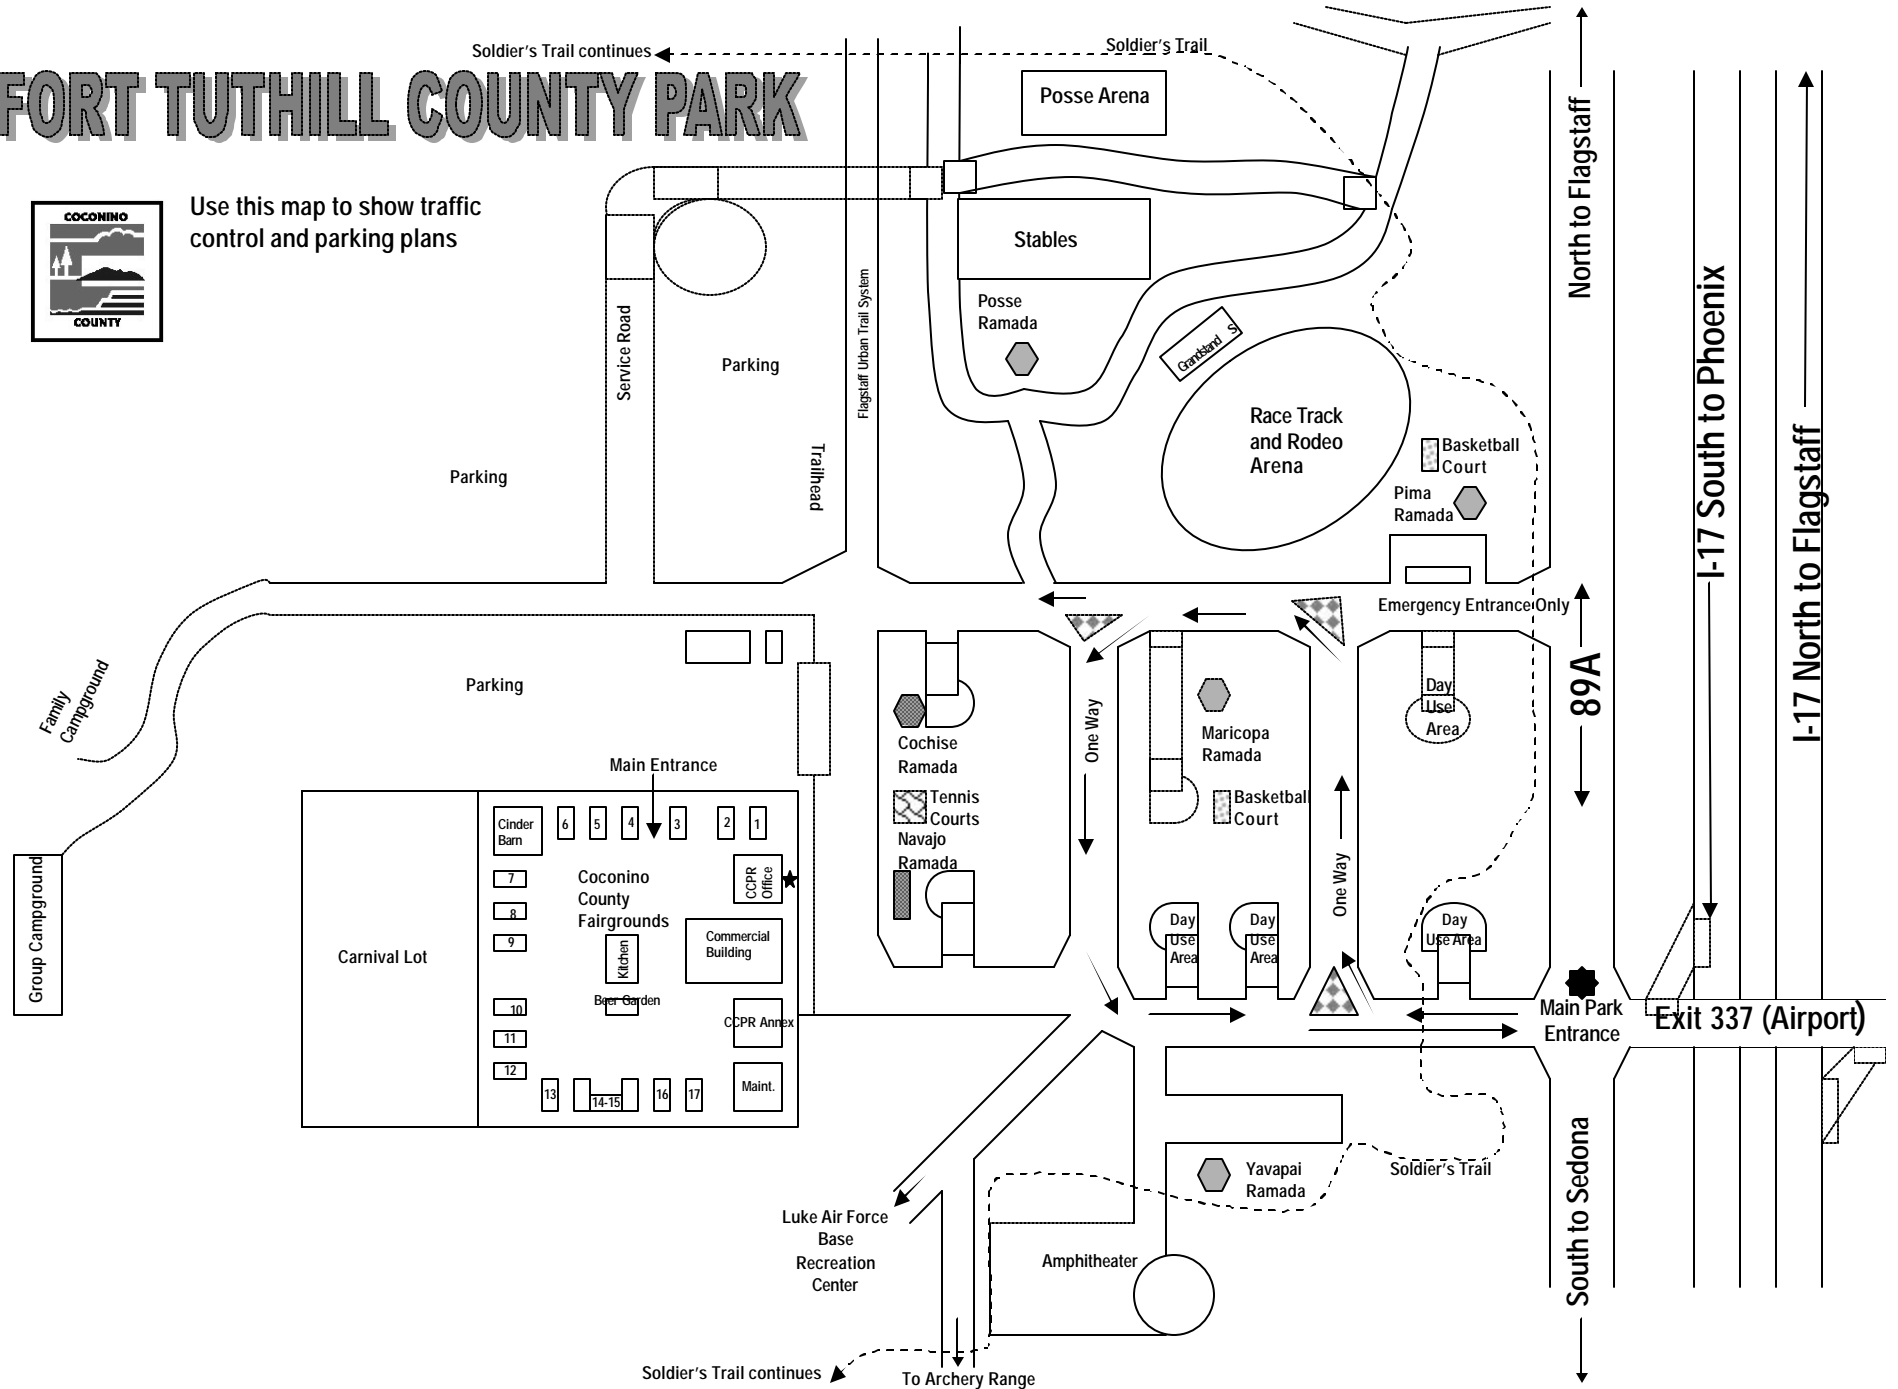 Soldier's Trail continues
Soldier's Trail
FORT TUTHILL COUNTY PARK
Posse Arena
North to Flagstaff
COCONINO
COUNTY
Use this map to show traffic
control and parking plans
Stables
Posse
Ramada
Service Road
Parking
Flagstaff Urban Trail System
Grandstand S
I-17 South to Phoenix
I-17 North to Flagstaff
Race Track
and Rodeo
Arena
Basketball
Court
Pima
Ramada
Parking
Trailhead
Emergency Entrance Only
89A
Family
Campground
Parking
Cochise
Ramada
One Way
Maricopa
Ramada
Day
Use
Area
Main Entrance
Tennis
Courts
Basketball
Court
Navajo
Ramada
One Way
Cinder
Barn
6
5
4
3
2
1
7
8
9
Coconino
County
Fairgrounds
CCPR
Office
Group Campground
Carnival Lot
Kitchen
Commercial
Building
Day
Use
Area
Day
Use
Area
Day
Use Area
Beer Garden
10
11
12
CCPR Annex
Main Park
Entrance
Exit 337 (Airport)
13
14-15
16
17
Maint.
Yavapai
Ramada
Soldier's Trail
South to Sedona
Luke Air Force
Base
Recreation
Center
Amphitheater
Soldier's Trail continues
To Archery Range